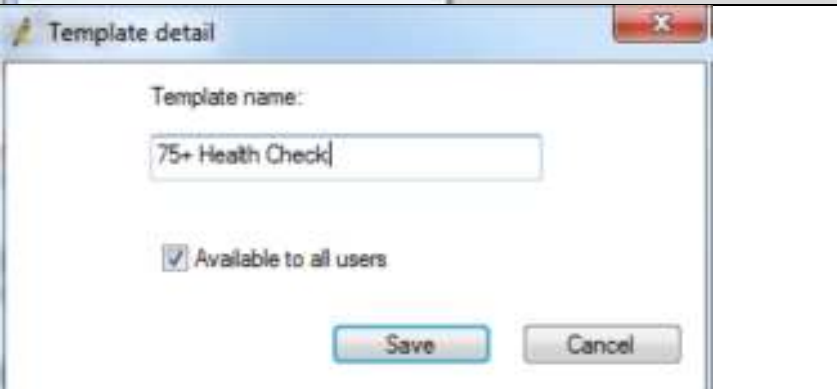 Template detail
Template name:
75+ Health Check
Available to all users
Save Cancel